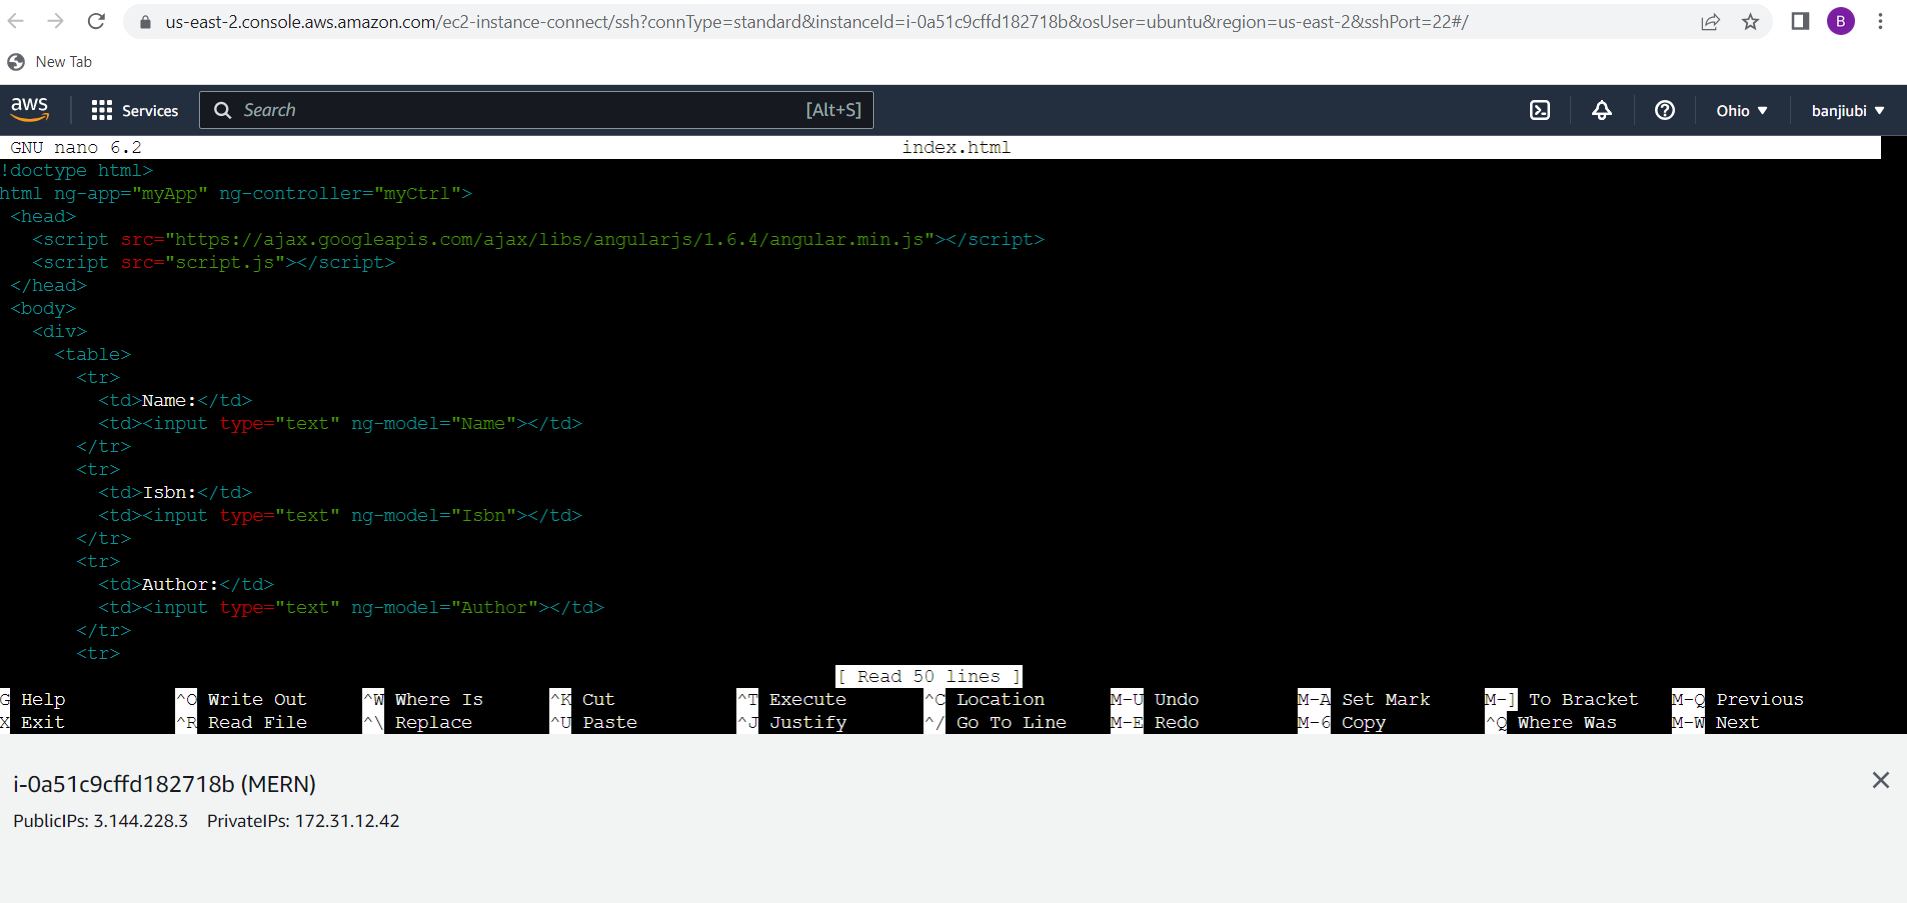 us-east-2.console.aws.amazon.com/ec2-instance-connect/ssh?connType=standard&instanceId=i-0a51c9cffd182718b&osUser=ubuntu&region=us-east-2&sshPort=22#/
B
New Tab
aws Services Search [Alt+S] Ohio ▼ banjiubi ▼
GNU nano 6.2 index.html
!doctype html>
html ng-app="myApp" ng-controller="myCtrl">
<head>
<script src="https://ajax.googleapis.com/ajax/libs/angularjs/1.6.4/angular.min.js"></script>
<script src="script.js"></script>
</head>
<body>
<div>
<table>
<tr>
<td>Name:</td>
<td><input type="text" ng-model="Name"></td>
</tr>
<tr>
<td>Isbn:</td>
<td><input type="text" ng-model="Isbn"></td>
</tr>
<tr>
<td>Author:</td>
<td><input type="text" ng-model="Author"></td>
</tr>
<tr>
[ Read 50 lines ]
G Help ^O Write Out ^W Where Is ^K Cut ^T Execute ^C Location M-U Undo M-A Set Mark M-] To Bracket M-Q Previous
X Exit ^R Read File ^\ Replace ^U Paste ^J Justify ^/ Go To Line M-E Redo M-6 Copy ^Q Where Was M-W Next
i-0a51c9cffd182718b (MERN)
PublicIPs: 3.144.228.3 PrivateIPs: 172.31.12.42